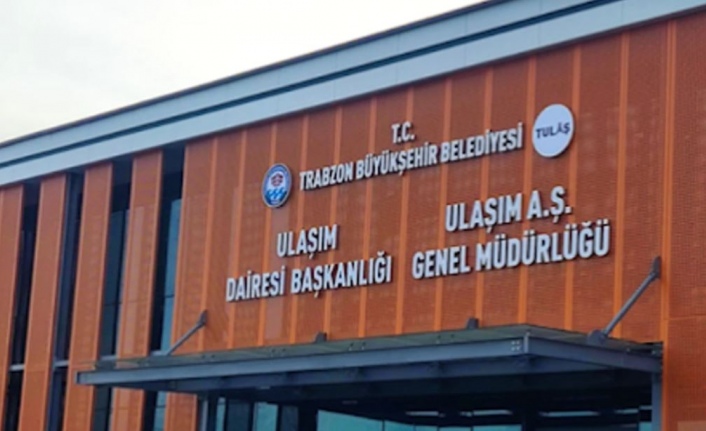 T.C.
TRABZON BÜYÜKŞEHİR BELEDİYESİ
TULAŞ
ULAŞIM
DAİRESİ BAŞKANLIĞI
ULAŞIM A.Ş.
GENEL MÜDÜRLÜĞÜ